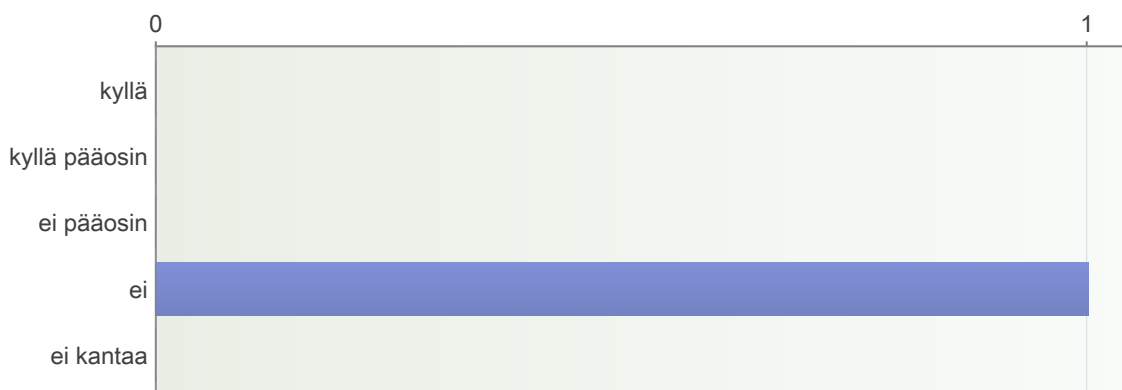 0 1
kyllä
kyllä pääosin
ei pääosin
ei
ei kantaa